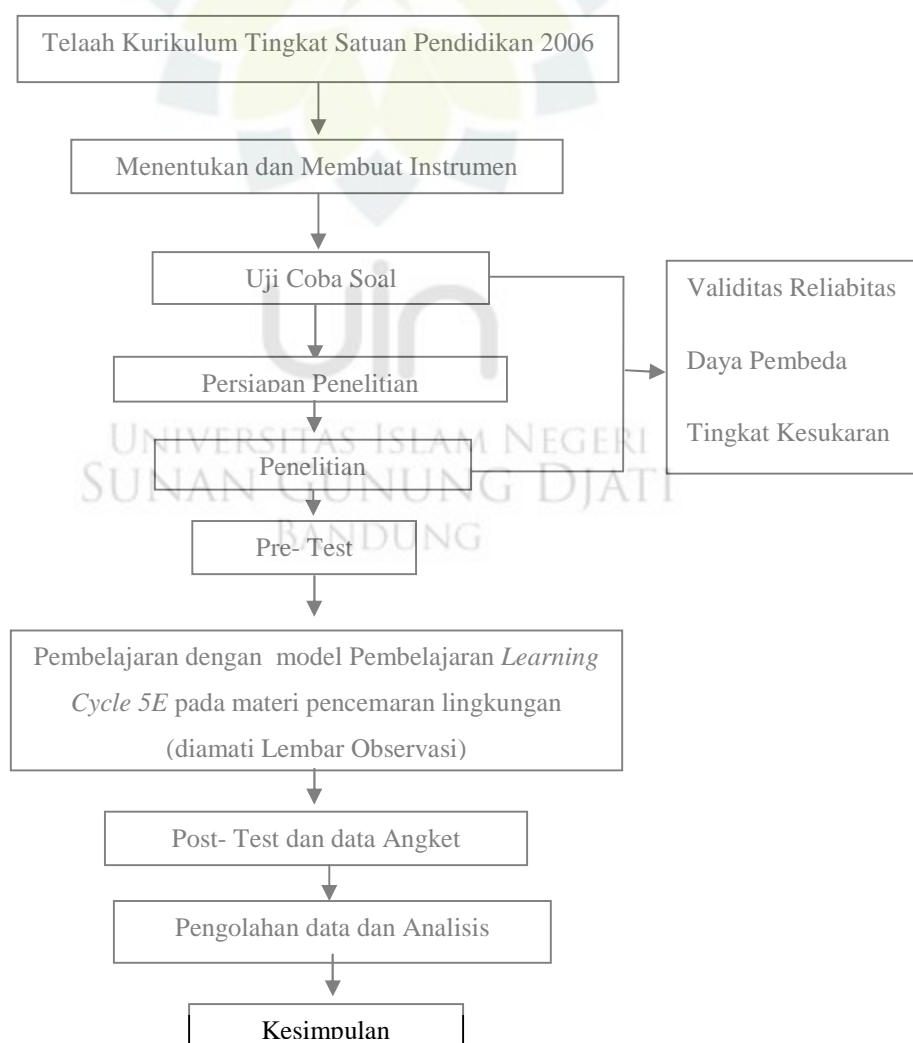 Telaah Kurikulum Tingkat Satuan Pendidikan 2006
Menentukan dan Membuat Instrumen
Uji Coba Soal
Validitas Reliabitas
Daya Pembeda
Tingkat Kesukaran
Persiapan Penelitian
Penelitian
Pre- Test
Pembelajaran dengan model Pembelajaran Learning
Cycle 5E pada materi pencemaran lingkungan
(diamati Lembar Observasi)
Post- Test dan data Angket
Pengolahan data dan Analisis
Kesimpulan
uin
UNIVERSITAS ISLAM NEGERI
SUNAN GUNUNG DJATI
BANDUNG